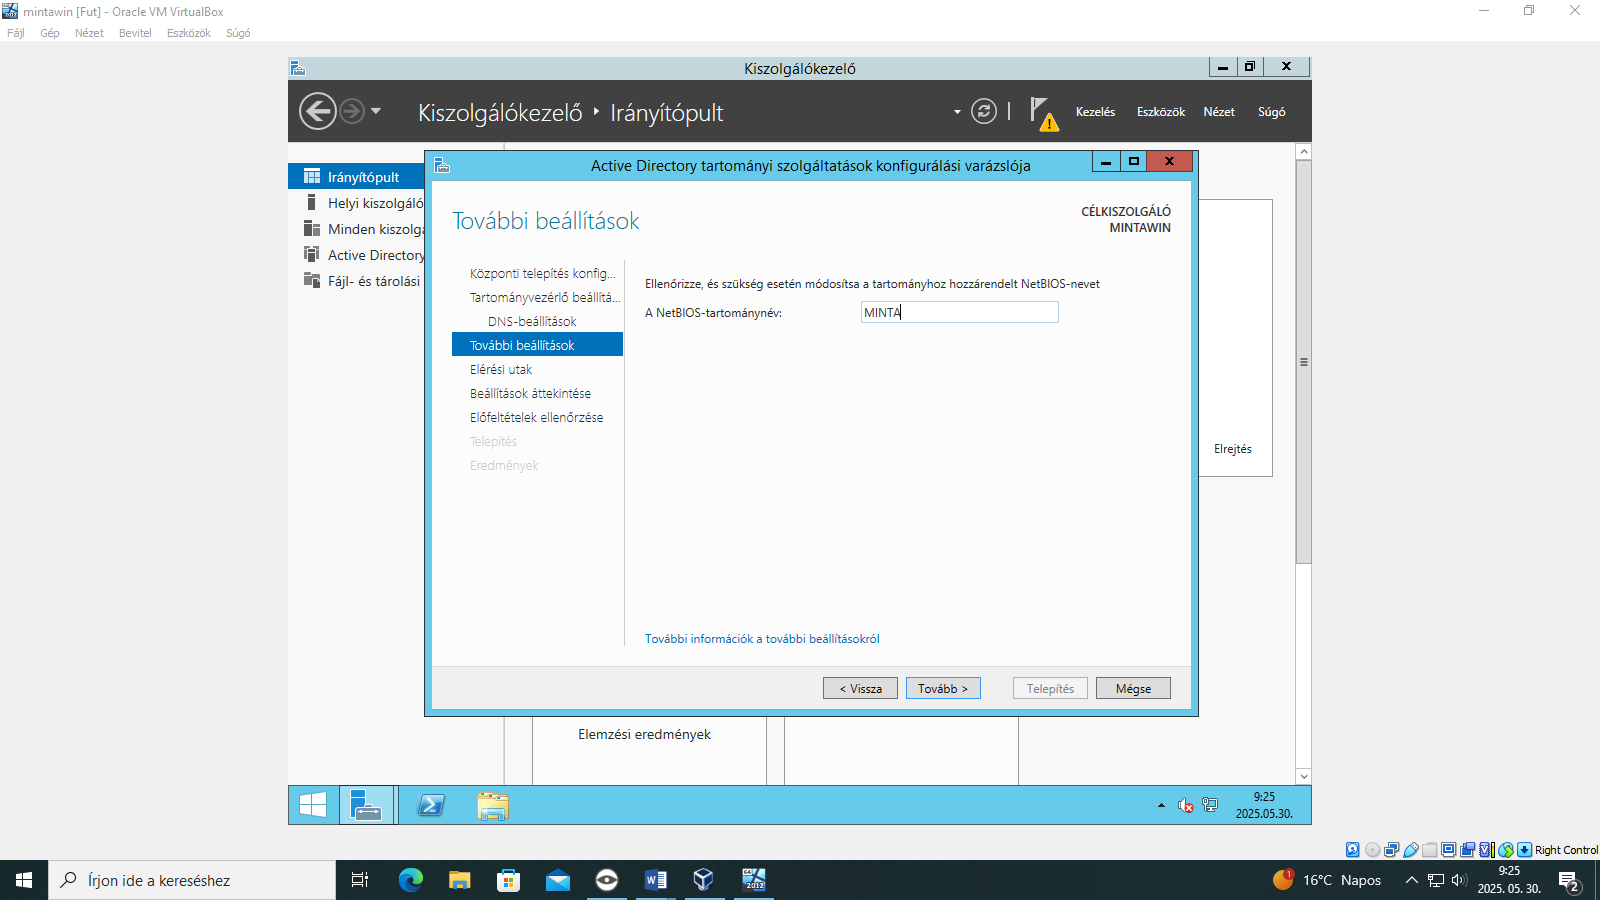 mintawin [Fut] - Oracle VM VirtualBox
Fájl Gép Nézet Bevitel Eszközök Súgó
Kiszolgálókezelő
Kiszolgálókezelő Irányítópult
Kezelés Eszközök Nézet Súgó
Active Directory tartományi szolgáltatások konfigurálási varázslója
Irányítópult
Helyi kiszolgáló
Minden kiszolgá
Active Directory
Fájl- és tárolási
További beállítások
CÉLKISZOLGÁLÓ
MINTAWIN
Központi telepítés konfig...
Tartományvezérlő beállítá...
DNS-beállítások
További beállítások
Elérési utak
Beállítások áttekintése
Előfeltételek ellenőrzése
Telepítés
Eredmények
Ellenőrizze, és szükség esetén módosítsa a tartományhoz hozzárendelt NetBIOS-nevet
A NetBIOS-tartománynév: MINTA
További információk a további beállításokról
< Vissza Tovább > Telepítés Mégse
Elrejtés
Elemzési eredmények
9:25
2025.05.30.
Right Control
Írjon ide a kereséshez
1
16°C Napos
9:25
2025. 05. 30.
2